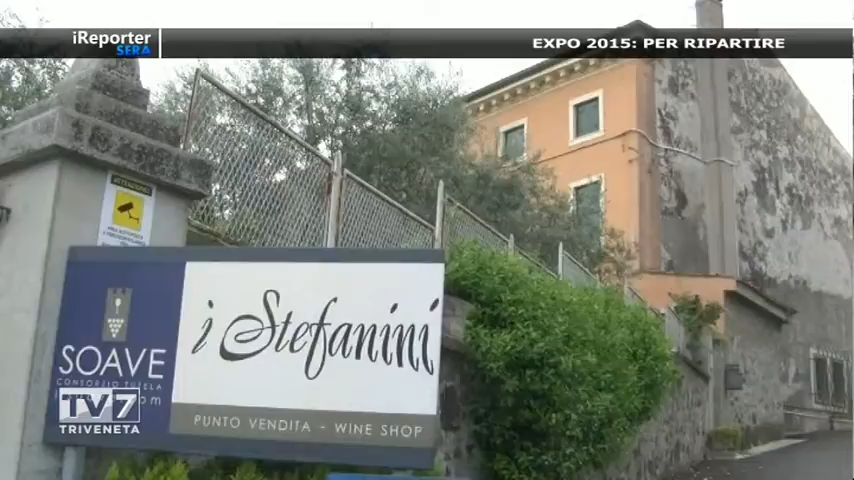 iReporter
SERA
EXPO 2015: PER RIPARTIRE
SOAVE
CONSORZIO TUTELA
TV7
TRIVENETA
i Stefanini
PUNTO VENDITA - WINE SHOP